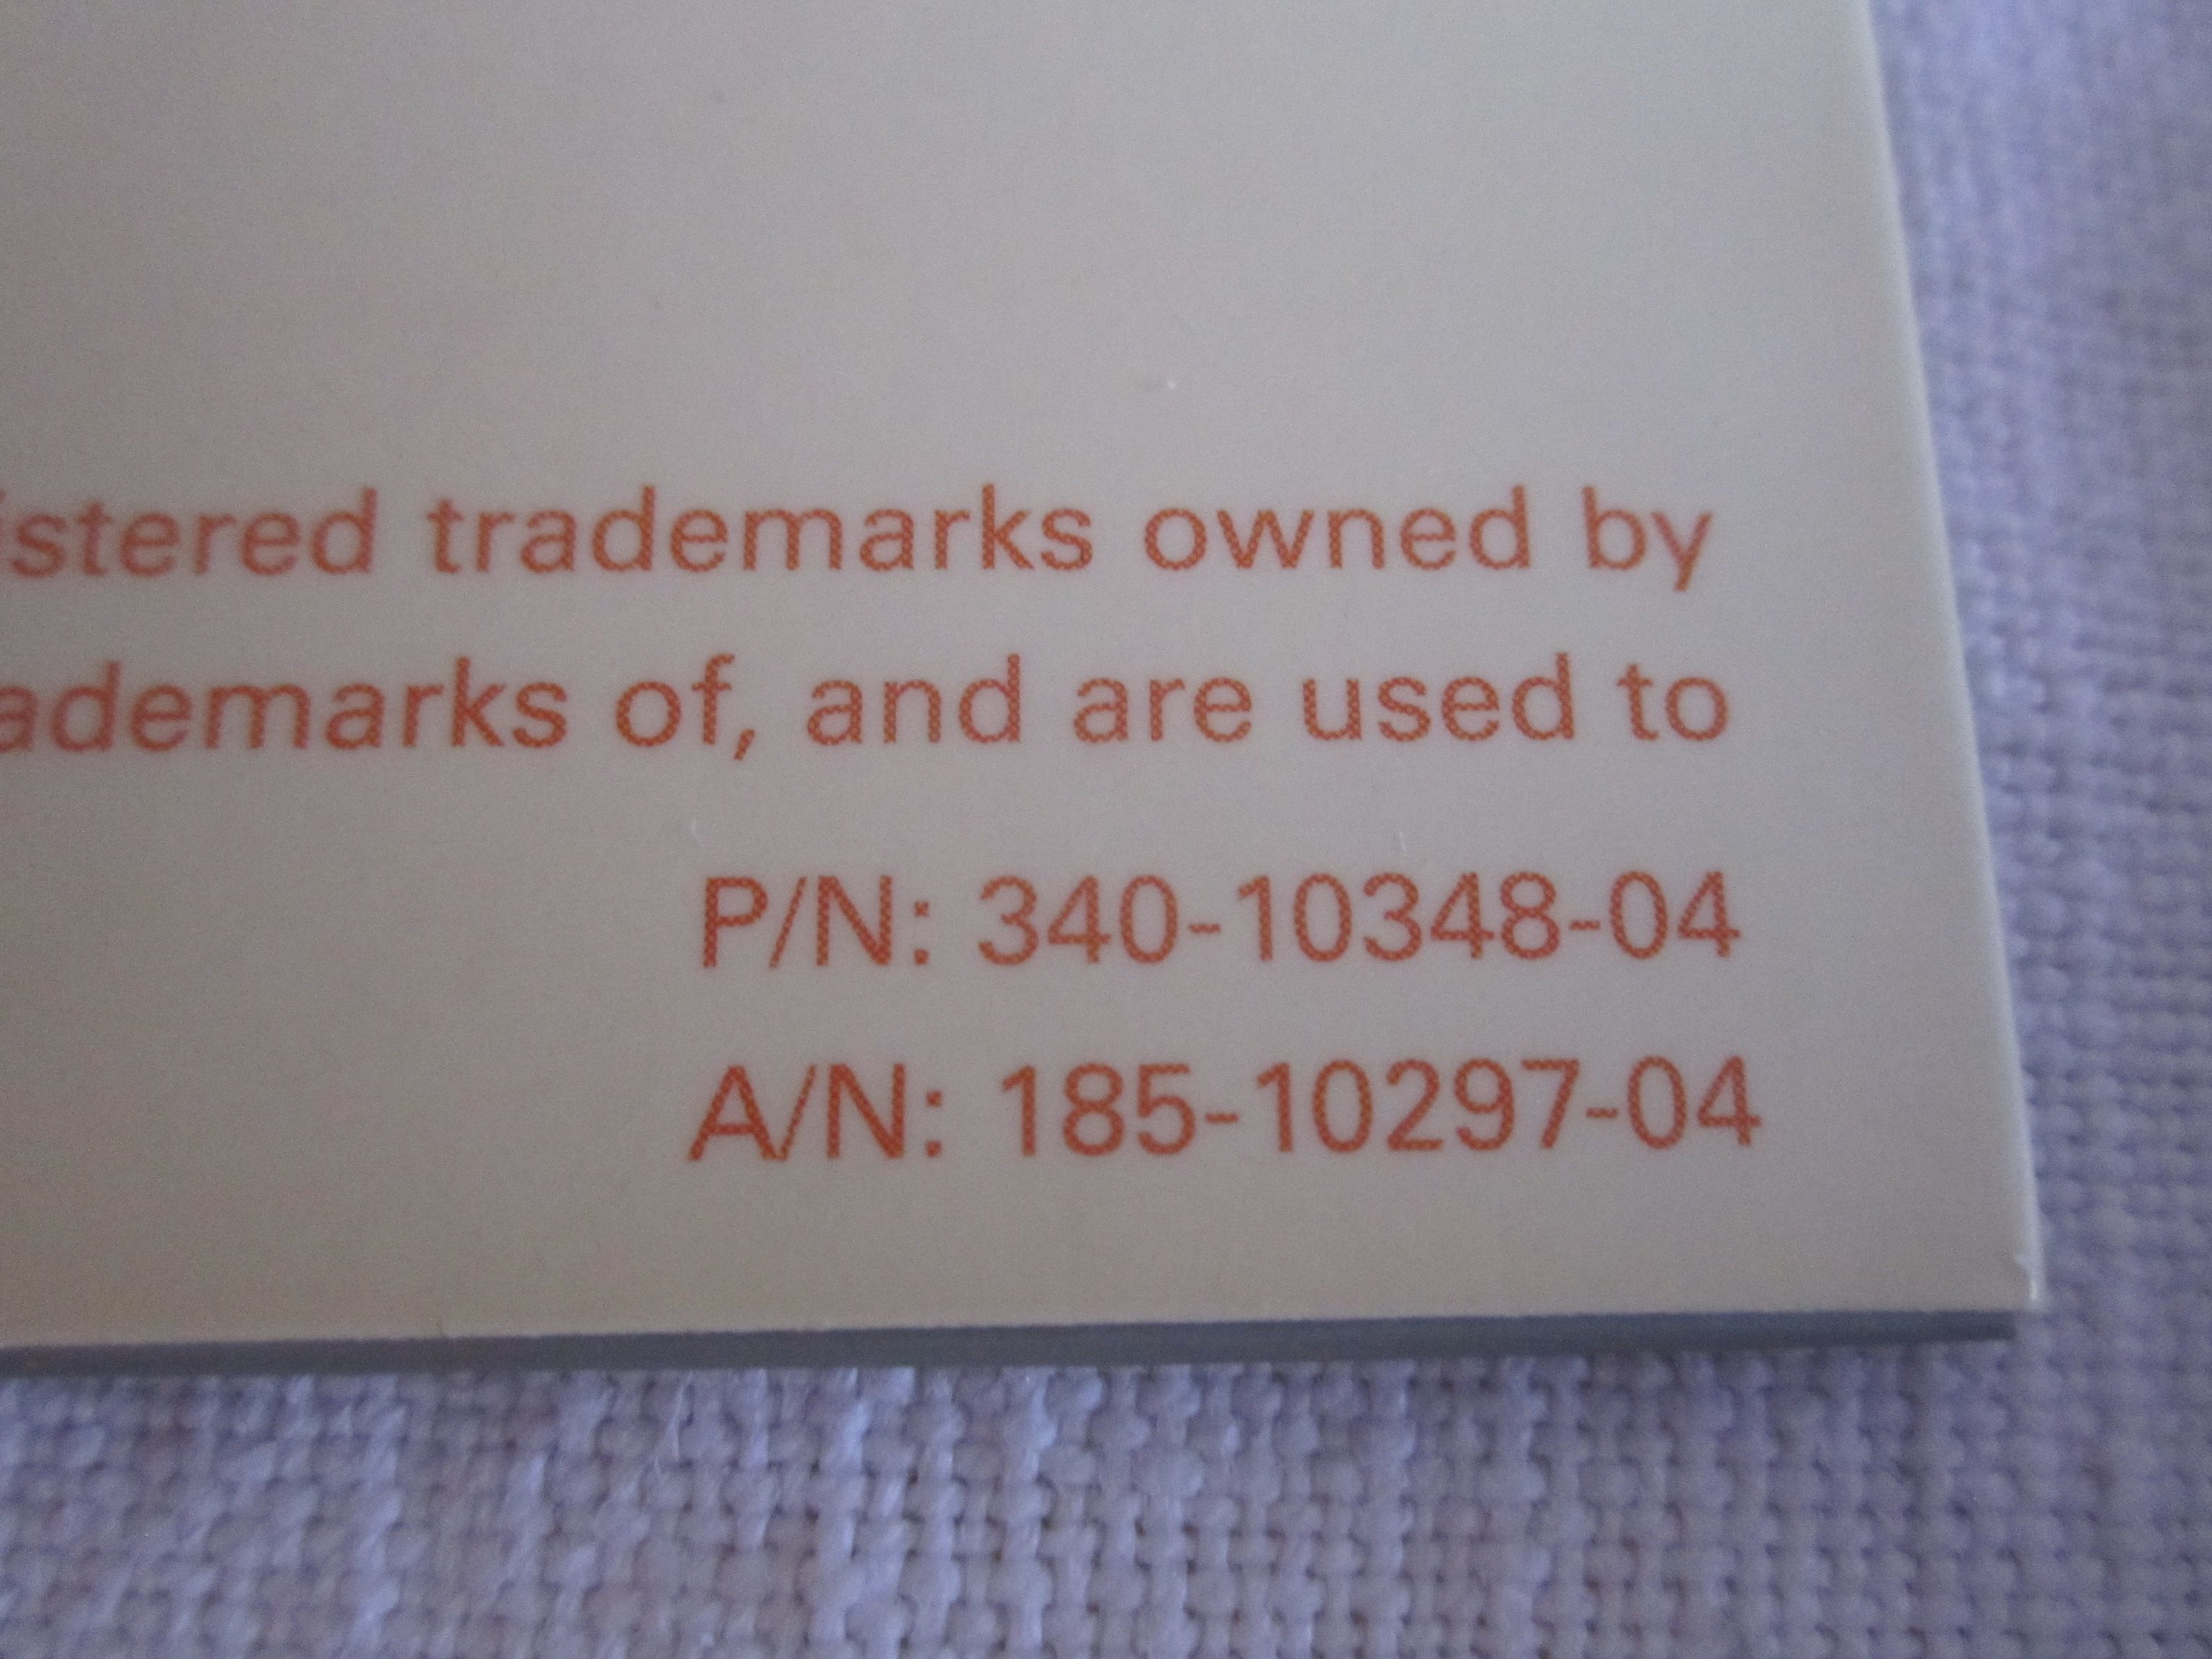 istered trademarks owned by
ademarks of, and are used to
P/N: 340-10348-04
A/N: 185-10297-04